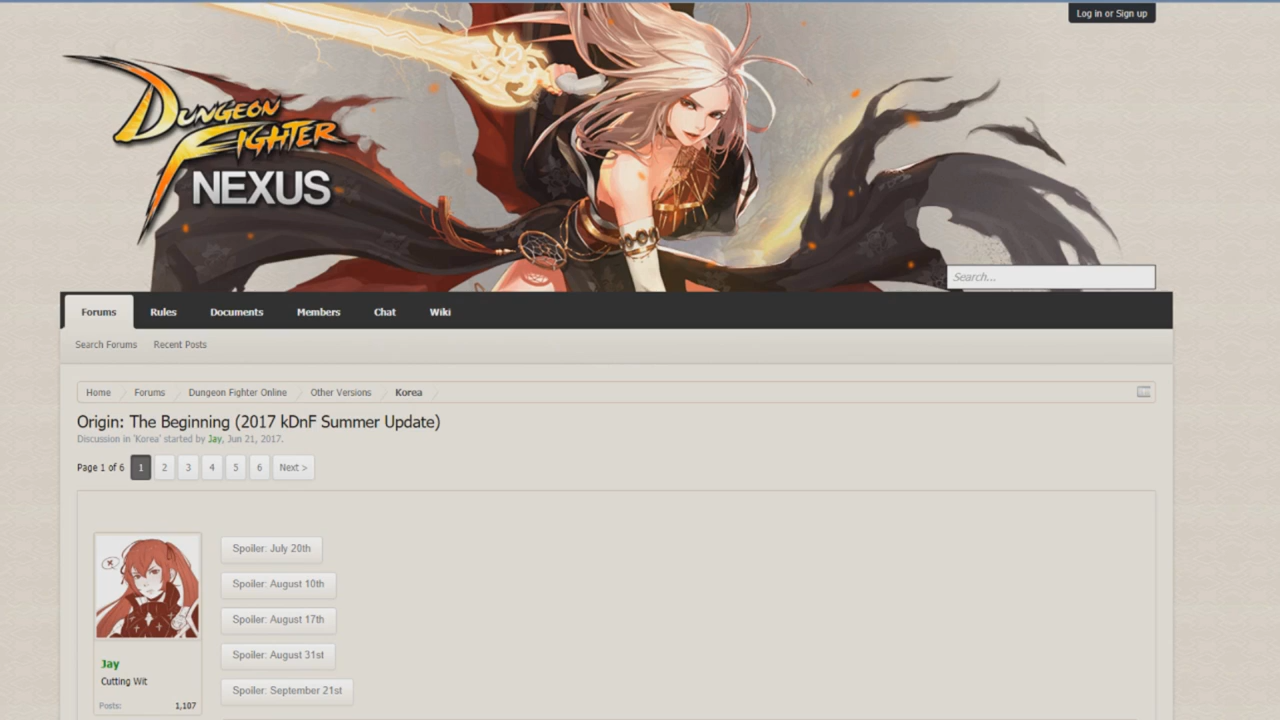 Log in or Sign up
DUNGEON
FIGHTER
NEXUS
Search...
Forums Rules Documents Members Chat Wiki
Search Forums Recent Posts
Home Forums Dungeon Fighter Online Other Versions Korea
Origin: The Beginning (2017 kDnF Summer Update)
Discussion in 'Korea' started by Jay, Jun 21, 2017.
Page 1 of 6 1 2 3 4 5 6 Next >
Spoiler: July 20th
Spoiler: August 10th
Spoiler: August 17th
Spoiler: August 31st
Spoiler: September 21st
Jay
Cutting Wit
Posts: 1,107